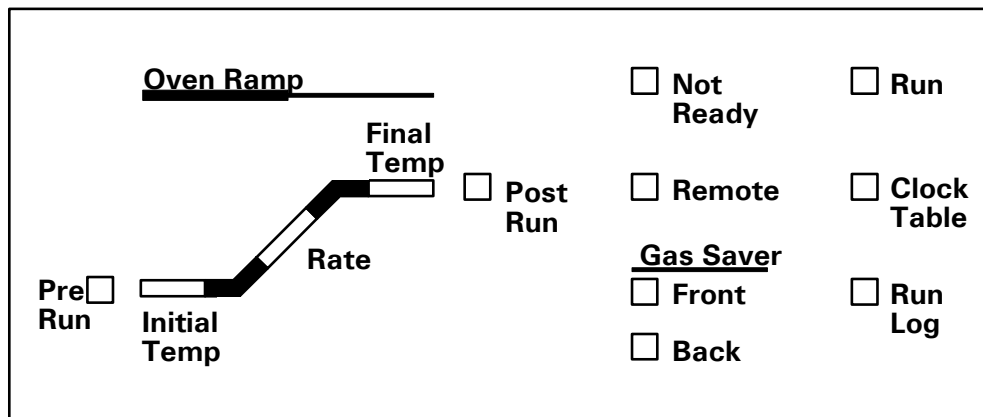 Oven Ramp
Final
Temp
Post
Run
Rate
Pre
Run
Initial
Temp
Not
Ready
Run
Remote
Clock
Table
Gas Saver
Front
Run
Log
Back